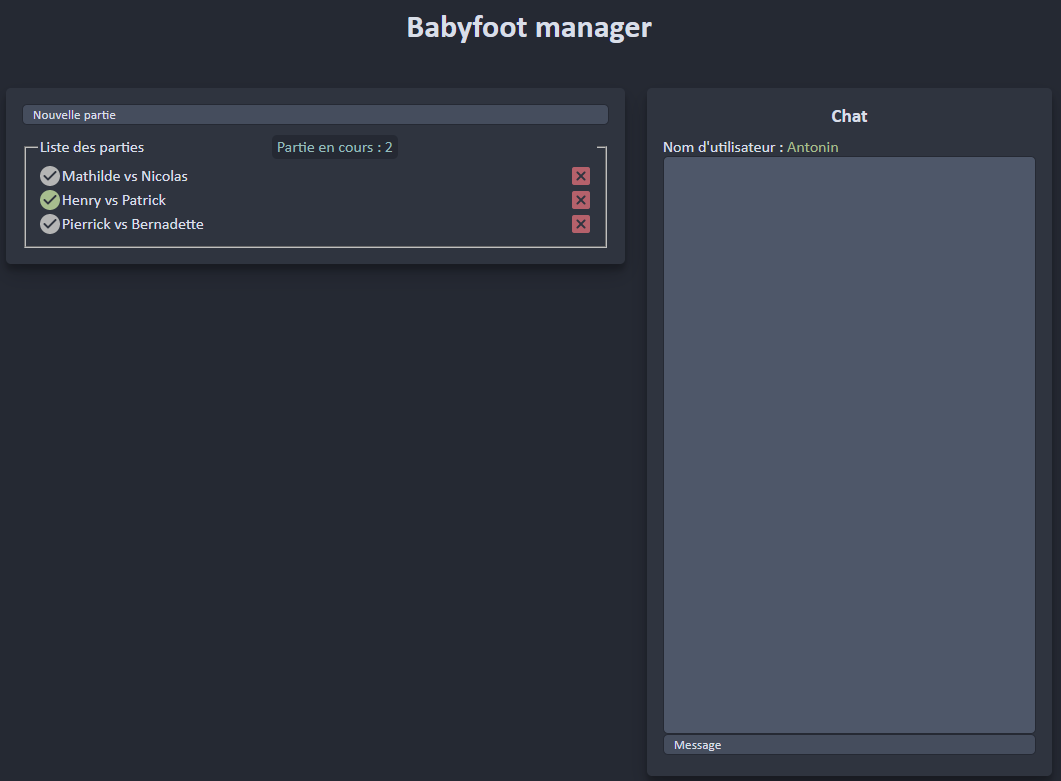 Babyfoot manager
Nouvelle partie
Liste des parties
Partie en cours : 2
Mathilde vs Nicolas
Henry vs Patrick
Pierrick vs Bernadette
Chat
Nom d'utilisateur : Antonin
Message